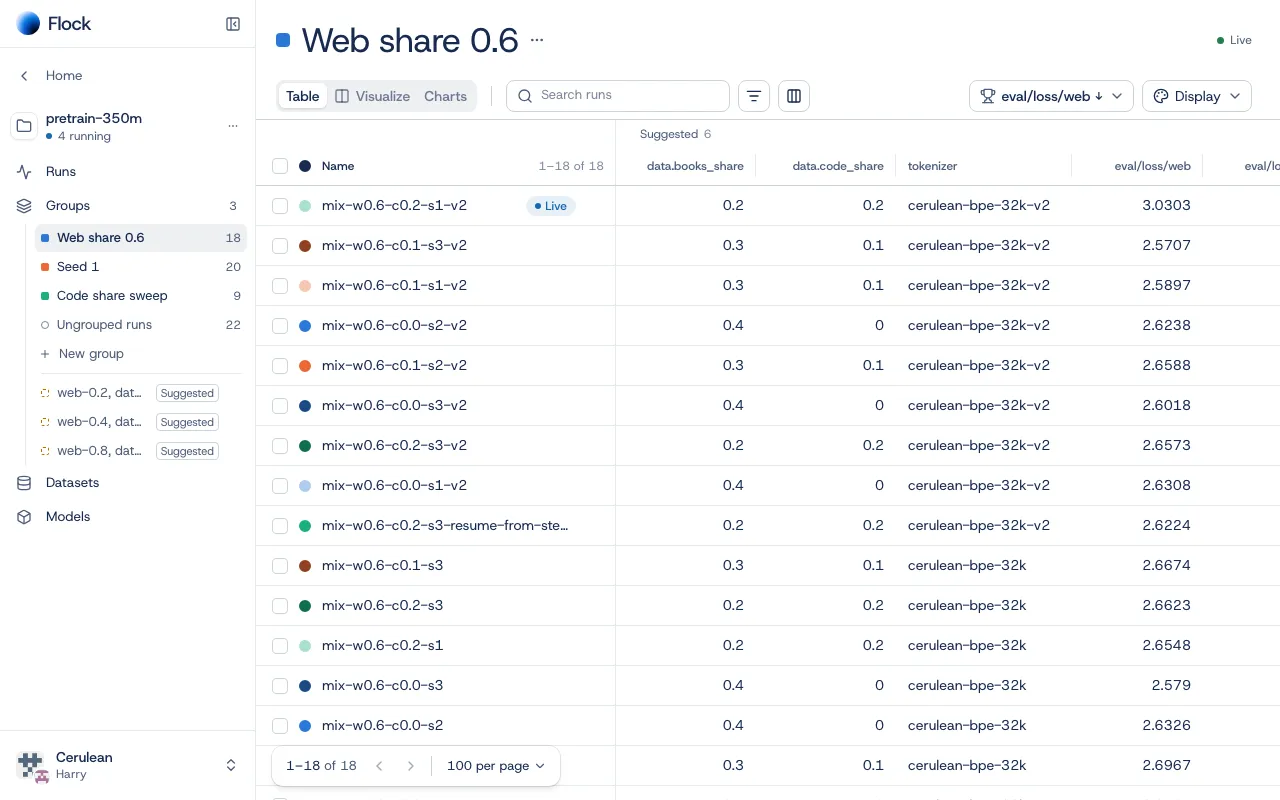 Flock
Home
pretrain-350m
4 running
Runs
Groups 3
Web share 0.6 18
Seed 1 20
Code share sweep 9
Ungrouped runs 22
New group
web-0.2, dat… Suggested
web-0.4, dat… Suggested
web-0.8, dat… Suggested
Datasets
Models
Cerulean
Harry
Web share 0.6
Live
Table Visualize Charts Search runs eval/loss/web ↓ Display
Suggested 6
Name 1–18 of 18 data.books_share data.code_share tokenizer eval/loss/web eval/lo
mix-w0.6-c0.2-s1-v2 Live 0.2 0.2 cerulean-bpe-32k-v2 3.0303
mix-w0.6-c0.1-s3-v2 0.3 0.1 cerulean-bpe-32k-v2 2.5707
mix-w0.6-c0.1-s1-v2 0.3 0.1 cerulean-bpe-32k-v2 2.5897
mix-w0.6-c0.0-s2-v2 0.4 0 cerulean-bpe-32k-v2 2.6238
mix-w0.6-c0.1-s2-v2 0.3 0.1 cerulean-bpe-32k-v2 2.6588
mix-w0.6-c0.0-s3-v2 0.4 0 cerulean-bpe-32k-v2 2.6018
mix-w0.6-c0.2-s3-v2 0.2 0.2 cerulean-bpe-32k-v2 2.6573
mix-w0.6-c0.0-s1-v2 0.4 0 cerulean-bpe-32k-v2 2.6308
mix-w0.6-c0.2-s3-resume-from-ste… 0.2 0.2 cerulean-bpe-32k-v2 2.6224
mix-w0.6-c0.1-s3 0.3 0.1 cerulean-bpe-32k 2.6674
mix-w0.6-c0.2-s3 0.2 0.2 cerulean-bpe-32k 2.6623
mix-w0.6-c0.2-s1 0.2 0.2 cerulean-bpe-32k 2.6548
mix-w0.6-c0.0-s3 0.4 0 cerulean-bpe-32k 2.579
mix-w0.6-c0.0-s2 0.4 0 cerulean-bpe-32k 2.6326
0.3 0.1 cerulean-bpe-32k 2.6967
1–18 of 18 100 per page